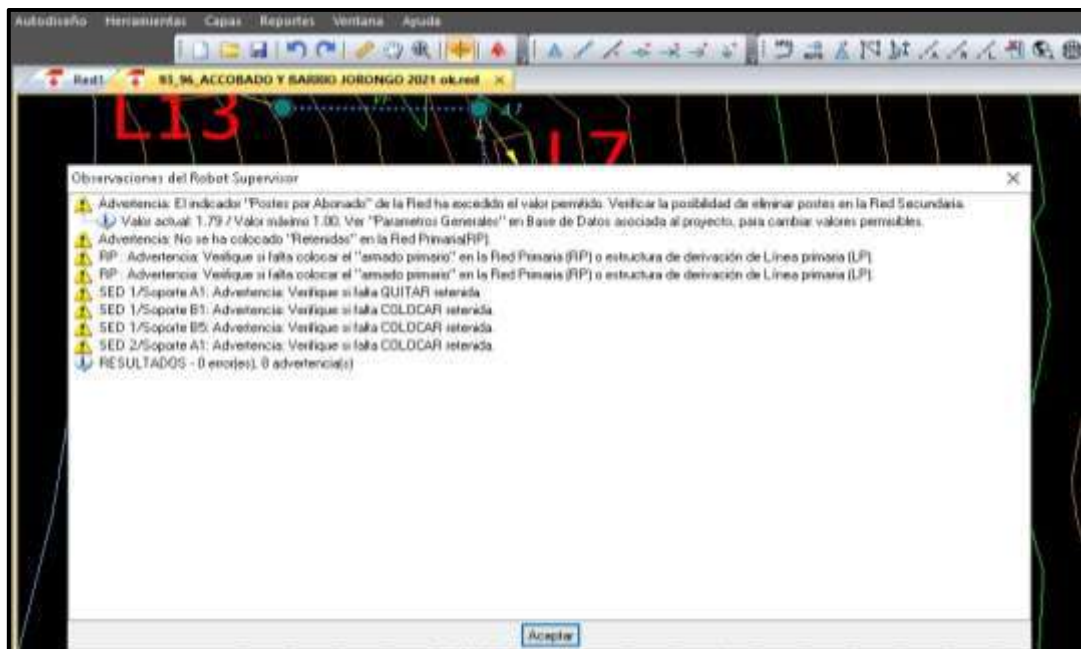 Autodiseño Herramientas Capas Reportes Ventana Ayuda
Red1 93_96_ACCOBADO Y BARRIO JORONGO 2021 ok.red
L13
L7
Observaciones del Robot Supervisor
Advertencia: El indicador "Postes por Abonado" de la Red ha excedido el valor permitido. Verificar la posibilidad de eliminar postes en la Red Secundaria.
Valor actual: 1.79 / Valor máximo 1.00. Ver "Parametros Generales" en Base de Datos asociada al proyecto, para cambiar valores permisibles.
Advertencia: No se ha colocado "Retenidas" en la Red Primaria(RP).
RP : Advertencia: Verifique si falta colocar el "armado primario" en la Red Primaria (RP) o estructura de derivación de Línea primaria (LP).
RP : Advertencia: Verifique si falta colocar el "armado primario" en la Red Primaria (RP) o estructura de derivación de Línea primaria (LP).
SED 1/Soporte A1: Advertencia: Verifique si falta QUITAR retenida.
SED 1/Soporte B1: Advertencia: Verifique si falta COLOCAR retenida.
SED 1/Soporte B5: Advertencia: Verifique si falta COLOCAR retenida.
SED 2/Soporte A1: Advertencia: Verifique si falta COLOCAR retenida.
RESULTADOS - 0 error(es), 8 advertencia(s)
Aceptar